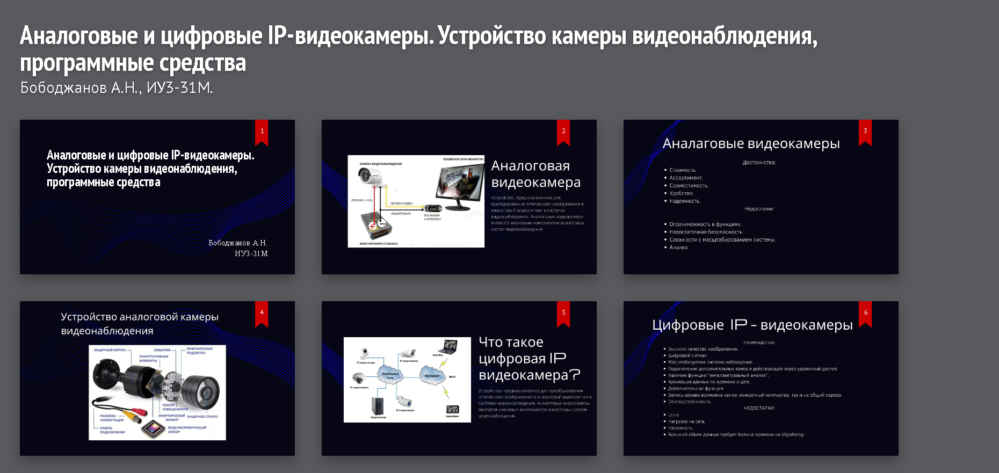 Аналоговые и цифровые IP-видеокамеры. Устройство камеры видеонаблюдения,
программные средства
Бободжанов А.Н., ИУ3-31М.
1
Аналоговые и цифровые IP-видеокамеры.
Устройство камеры видеонаблюдения,
программные средства
Бободжанов А.Н.
ИУ3-31М
2
КАМЕРА ВИДЕОНАБЛЮДЕНИЯ
ТЕЛЕВИЗОР (ИЛИ МОНИТОР)
ПИТАНИЕ (+12В)
ПЕРЕДАЧА ВИДЕО
ОБЩИЙ КАБЕЛЬ
RCA РАЗЪЕМ
(«ТЮЛЬПАН»)
БЛОК ПИТАНИЯ (12 ВОЛЬТ)
Аналоговая
видеокамера
Устройство, предназначенное для
преобразования оптического изображения в
аналоговый видеосигнал в системах
видеонаблюдения. Аналоговые видеокамеры
являются ключевым компонентом аналоговых
систем видеонаблюдения.
3
Аналаговые видеокамеры
Достоинства:
Стоимость.
Ассортимент.
Совместимость.
Удобство.
Надежность.
Недостатки:
Ограниченность в функциях.
Недостаточная безопасность.
Сложности с масштабированием системы.
Анализ
4
Устройство аналоговой камеры
видеонаблюдения
ЗАЩИТНЫЙ КОРПУС
ОБЪЕКТИВ
ИНФРАКРАСНАЯ
ПОДСВЕТКА
КОНСТРУКТИВНЫЕ
ЭЛЕМЕНТЫ
СЕНСОР
ОСВЕЩЕННОСТИ
РАЗЪЁМЫ
КОММУТАЦИИ
ИНФРАКРАСНЫЙ
ФИЛЬТР
ЗАЩИТНОЕ СТЕКЛО
КАБЕЛЬ
ПОДКЛЮЧЕНИЯ
ВИДЕОФОРМИРУЮЩИЙ
СЕНСОР
5
ноутбук
IP видеокамера
IP видеокамера
Локальная
сеть
Интернет
Wi-Fi
IP видеокамера
IP видеокамера
Видеосервер
смартфон
Что такое
цифровая IP
видеокамера?
Устройство, предназначенное для преобразования
оптического изображения в аналоговый видеосигнал в
системах видеонаблюдения. Аналоговые видеокамеры
являются ключевым компонентом аналоговых систем
видеонаблюдения.
6
Цифровые IP - видеокамеры
ПРЕИМУЩЕСТВА:
Высокое качество изображения.
Цифровой сигнал.
Масштабируемая система наблюдения.
Подключение дополнительных камер к действующей через удаленный доступ.
Наличие функции "интеллектуальный анализ".
Архивация данных по времени и дате.
Дополнительная функция.
Запись архива возможна как на конкретный компьютер, так и на общий сервер.
Отказаустойчивость
НЕДОСТАТКИ:
Цена.
Нагрузку на сеть.
Уязвимость.
Большой объем данных требует больше времени на обработку.